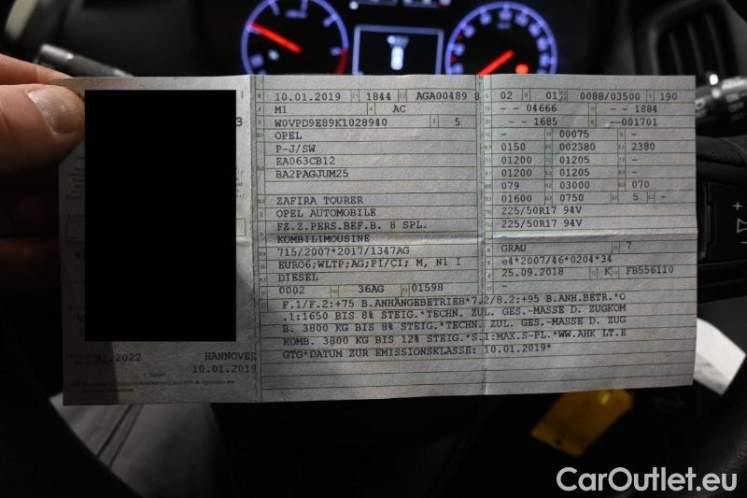 10.01.2019 1844 AGA00489 8
M1 AC
W0VPD9E89K1028940 5
OPEL
P-J/SW
EA063CB12
BA2PAGJUM25
ZAFIRA TOURER
OPEL AUTOMOBILE
FZ.Z.PERS.BEF.B. 8 SPL.
KOMBILIMOUSINE
715/2007*2017/1347AG
EURO6;WLTP;AG;PI/CI; M, N1 I
DIESEL
0002 36AG 01598
02 01 0088/03500 190
- - 04666 - - 1884
- - 1685 --001701
- 00075 -
0150 002380 2380
01200 01205 -
01200 01205 -
079 03000 070
01600 0750 5 -
225/50R17 94V
225/50R17 94V
GRAU 7
e4*2007/46*0204*34
25.09.2018 K FB556110
F.1/F.2:+75 B.ANHÄNGEBETRIEB*7.2/8.2:+95 B.ANH.BETR.*O
.1:1650 BIS 8% STEIG.*TECHN. ZUL. GES.-MASSE D. ZUGKOM
B. 3800 KG BIS 8% STEIG.*TECHN. ZUL. GES.-MASSE D. ZUG
KOMB. 3800 KG BIS 12% STEIG.*S.1:MAX.S-PL.*WW.AHK LT.E
GTG*DATUM ZUR EMISSIONSKLASSE: 10.01.2019*
2022
HANNOVER
10.01.2019
CarOutlet.eu